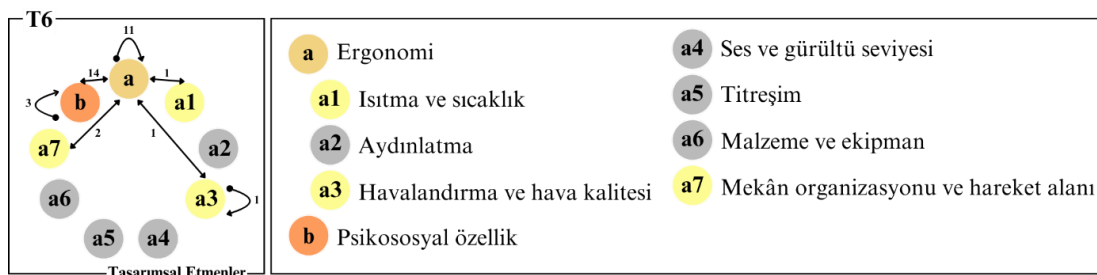 T6
11
14
1
a
3
b
a1
2
1
a7
a2
a6
a3
1
a5
a4
Tasarımsal Etmenler
a Ergonomi
a1 Isıtma ve sıcaklık
a2 Aydınlatma
a3 Havalandırma ve hava kalitesi
b Psikososyal özellik
a4 Ses ve gürültü seviyesi
a5 Titreşim
a6 Malzeme ve ekipman
a7 Mekân organizasyonu ve hareket alanı